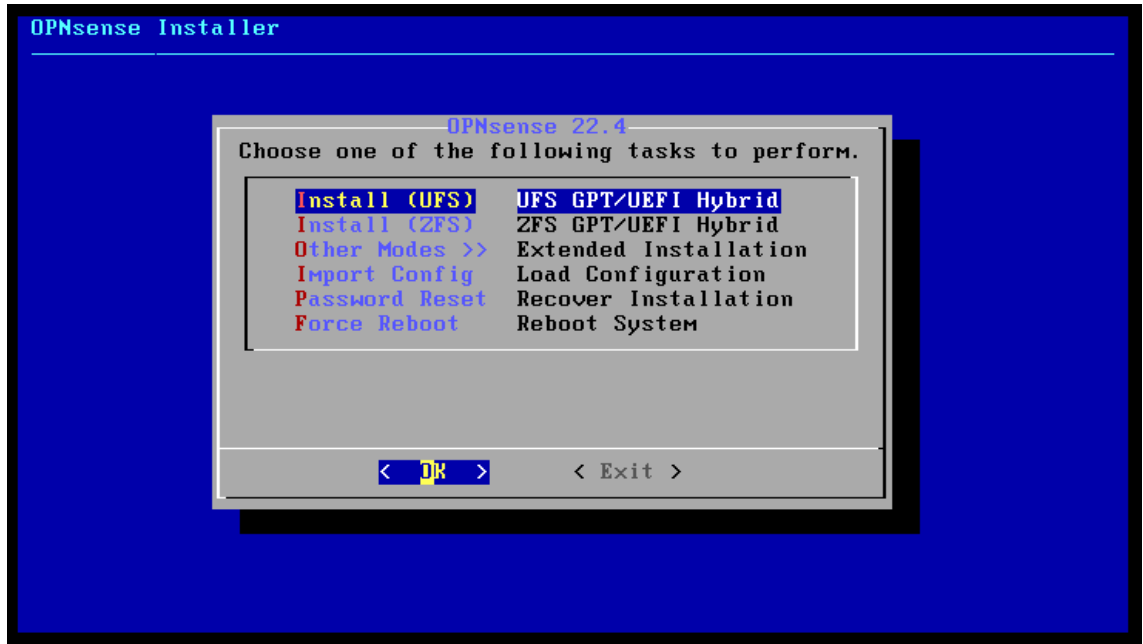 OPNsense Installer
OPNsense 22.4
Choose one of the following tasks to perform.
Install (UFS) UFS GPT/UEFI Hybrid
Install (ZFS) ZFS GPT/UEFI Hybrid
Other Modes >> Extended Installation
Import Config Load Configuration
Password Reset Recover Installation
Force Reboot Reboot System
< OK > < Exit >